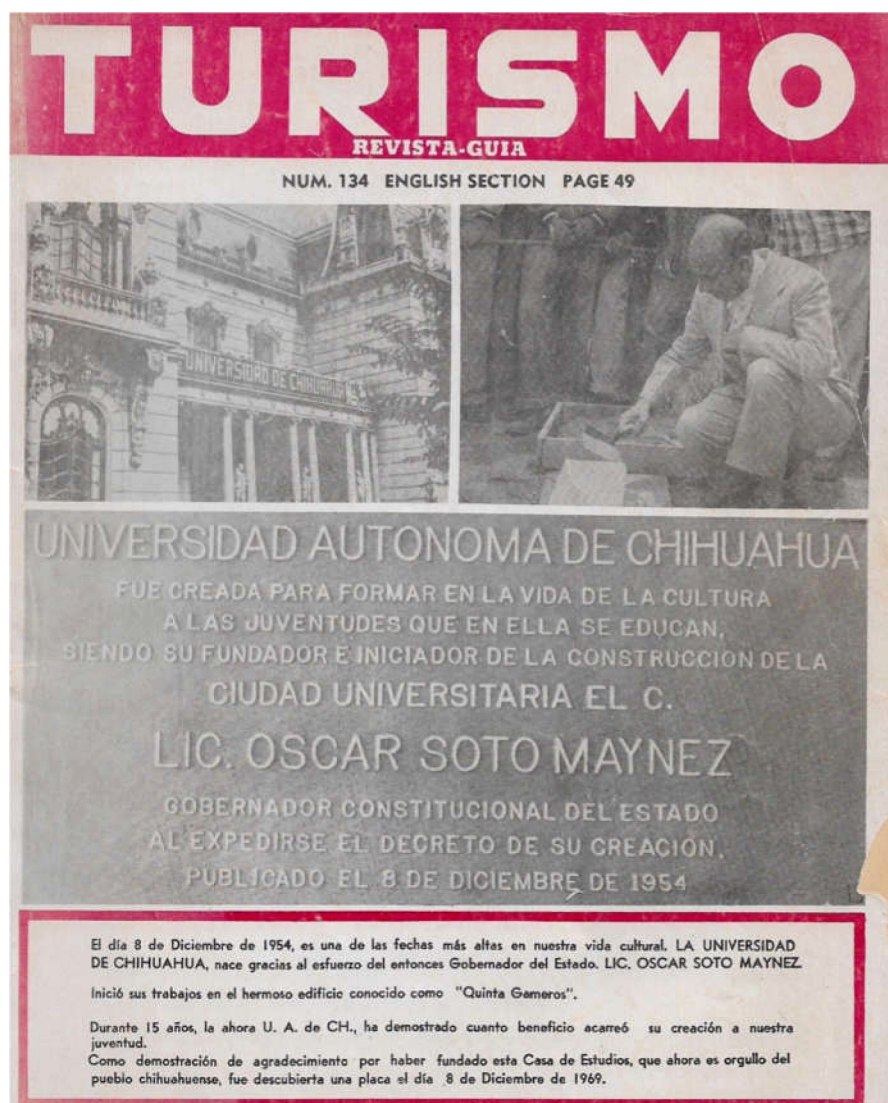 TURISMO
REVISTA-GUIA
NUM. 134 ENGLISH SECTION PAGE 49
UNIVERSIDAD DE CHIHUAHUA
UNIVERSIDAD AUTONOMA DE CHIHUAHUA
FUE CREADA PARA FORMAR EN LA VIDA DE LA CULTURA
A LAS JUVENTUDES QUE EN ELLA SE EDUCAN,
SIENDO SU FUNDADOR E INICIADOR DE LA CONSTRUCCION DE LA
CIUDAD UNIVERSITARIA EL C.
LIC. OSCAR SOTO MAYNEZ
GOBERNADOR CONSTITUCIONAL DEL ESTADO
AL EXPEDIRSE EL DECRETO DE SU CREACIÓN.
PUBLICADO EL 8 DE DICIEMBRE DE 1954
El día 8 de Diciembre de 1954, es una de las fechas más altas en nuestra vida cultural. LA UNIVERSIDAD
DE CHIHUAHUA, nace gracias al esfuerzo del entonces Gobernador del Estado. LIC. OSCAR SOTO MAYNEZ
Inició sus trabajos en el hermoso edificio conocido como "Quinta Gameros".
Durante 15 años, la ahora U. A. de CH., ha demostrado cuanto beneficio acarreó su creación a nuestra
juventud.
Como demostración de agradecimiento por haber fundado esta Casa de Estudios, que ahora es orgullo del
pueblo chihuahuense, fue descubierta una placa el día 8 de Diciembre de 1969.